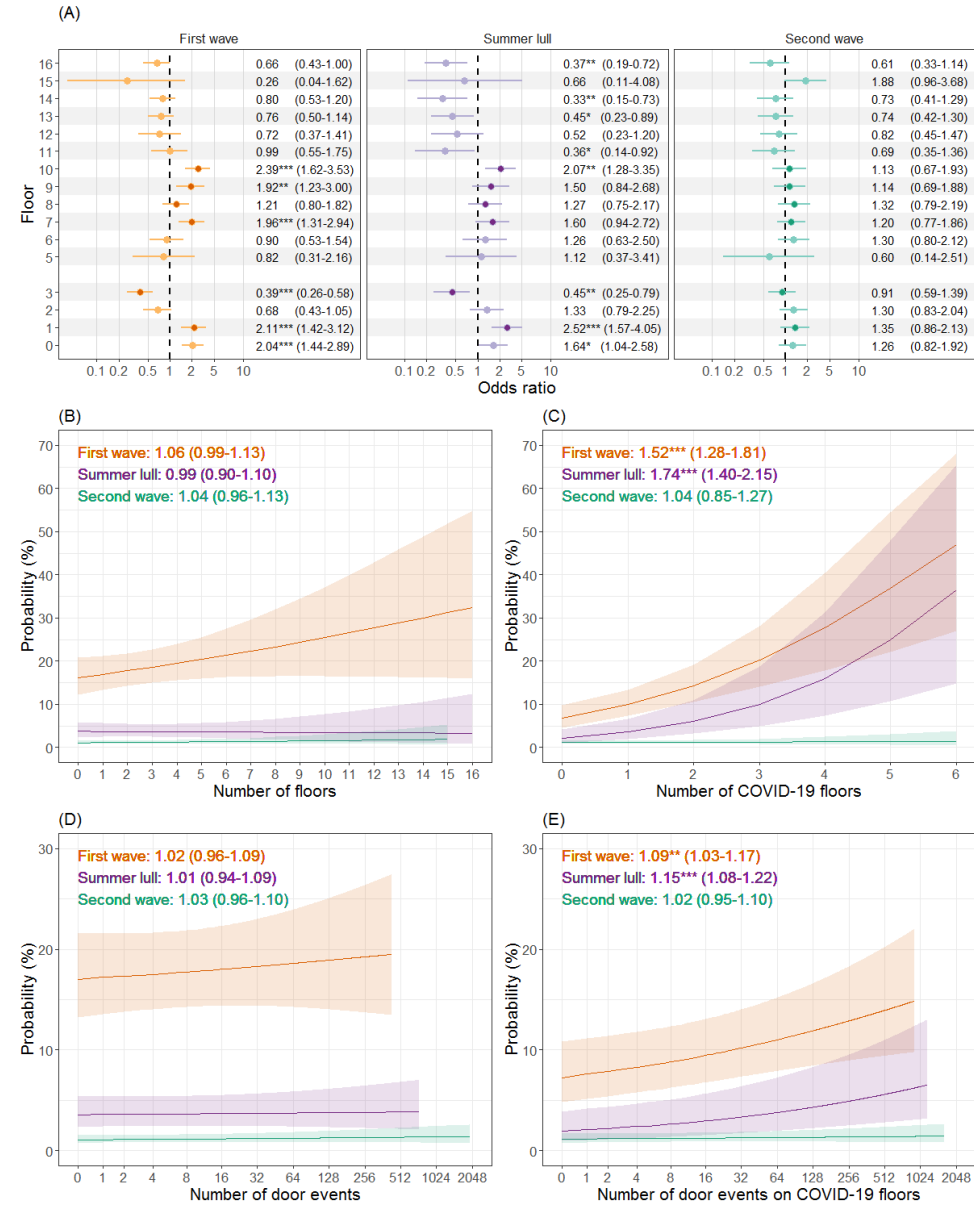 (A)
First wave Summer lull Second wave
16 0.66 (0.43-1.00) 0.37** (0.19-0.72) 0.61 (0.33-1.14)
15 0.26 (0.04-1.62) 0.66 (0.11-4.08) 1.88 (0.96-3.68)
14 0.80 (0.53-1.20) 0.33** (0.15-0.73) 0.73 (0.41-1.29)
13 0.76 (0.50-1.14) 0.45* (0.23-0.89) 0.74 (0.42-1.30)
12 0.72 (0.37-1.41) 0.52 (0.23-1.20) 0.82 (0.45-1.47)
11 0.99 (0.55-1.75) 0.36* (0.14-0.92) 0.69 (0.35-1.36)
10 2.39*** (1.62-3.53) 2.07** (1.28-3.35) 1.13 (0.67-1.93)
9 1.92** (1.23-3.00) 1.50 (0.84-2.68) 1.14 (0.69-1.88)
8 1.21 (0.80-1.82) 1.27 (0.75-2.17) 1.32 (0.79-2.19)
7 1.96*** (1.31-2.94) 1.60 (0.94-2.72) 1.20 (0.77-1.86)
6 0.90 (0.53-1.54) 1.26 (0.63-2.50) 1.30 (0.80-2.12)
5 0.82 (0.31-2.16) 1.12 (0.37-3.41) 0.60 (0.14-2.51)
3 0.39*** (0.26-0.58) 0.45** (0.25-0.79) 0.91 (0.59-1.39)
2 0.68 (0.43-1.05) 1.33 (0.79-2.25) 1.30 (0.83-2.04)
1 2.11*** (1.42-3.12) 2.52*** (1.57-4.05) 1.35 (0.86-2.13)
0 2.04*** (1.44-2.89) 1.64* (1.04-2.58) 1.26 (0.82-1.92)
Floor
0.1 0.2 0.5 1 2 5 10 0.1 0.2 0.5 1 2 5 10 0.1 0.2 0.5 1 2 5 10
Odds ratio
(B)
First wave: 1.06 (0.99-1.13)
Summer lull: 0.99 (0.90-1.10)
Second wave: 1.04 (0.96-1.13)
70
60
50
40
30
20
10
0
Probability (%)
0 1 2 3 4 5 6 7 8 9 10 11 12 13 14 15 16
Number of floors
(C)
First wave: 1.52*** (1.28-1.81)
Summer lull: 1.74*** (1.40-2.15)
Second wave: 1.04 (0.85-1.27)
70
60
50
40
30
20
10
0
Probability (%)
0 1 2 3 4 5 6
Number of COVID-19 floors
(D)
First wave: 1.02 (0.96-1.09)
Summer lull: 1.01 (0.94-1.09)
Second wave: 1.03 (0.96-1.10)
30
20
10
0
Probability (%)
0 1 2 4 8 16 32 64 128 256 512 1024 2048
Number of door events
(E)
First wave: 1.09** (1.03-1.17)
Summer lull: 1.15*** (1.08-1.22)
Second wave: 1.02 (0.95-1.10)
30
20
10
0
Probability (%)
0 1 2 4 8 16 32 64 128 256 512 1024 2048
Number of door events on COVID-19 floors